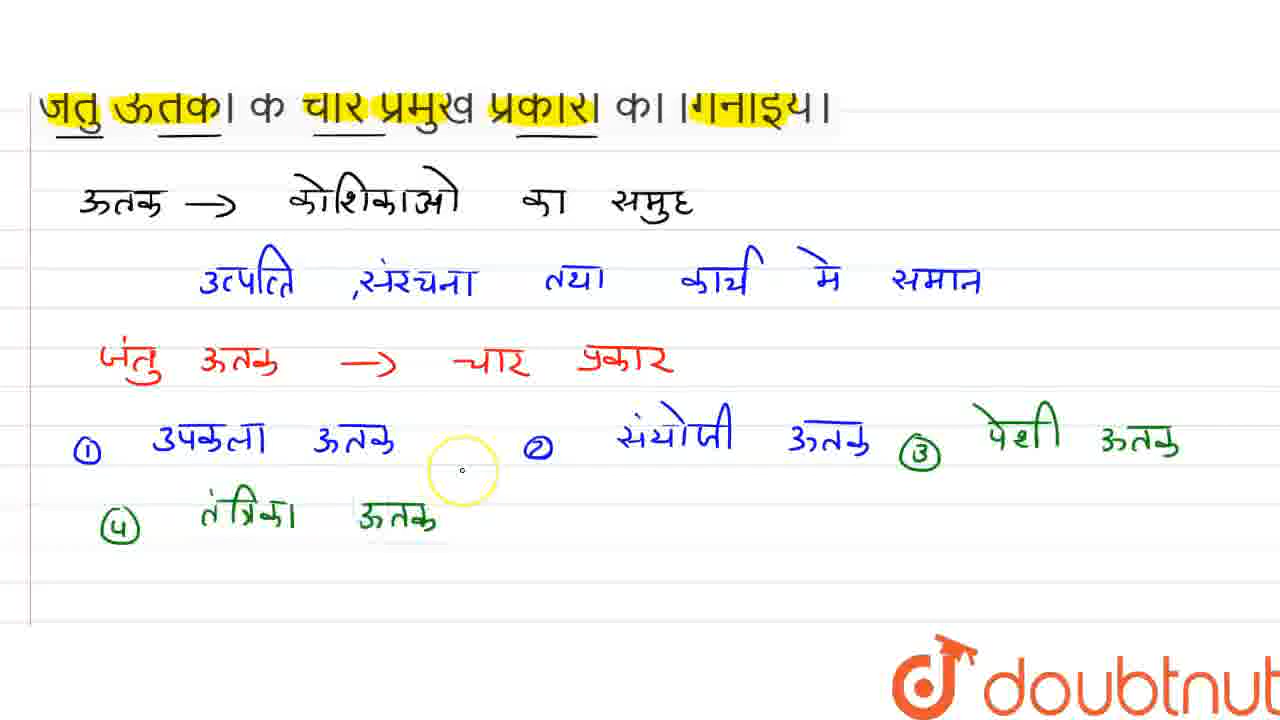 जंतु ऊतकों के चार प्रमुख प्रकारों को गिनाइये।
ऊतक → कोशिकाओ का समुह
उत्पत्ति, संरचना तथा कार्य मे समान
जंतु ऊतक → चार प्रकार
① उपकला ऊतक ② संयोजी ऊतक ③ पेशी ऊतक
④ तंत्रिका ऊतक
doubtnut